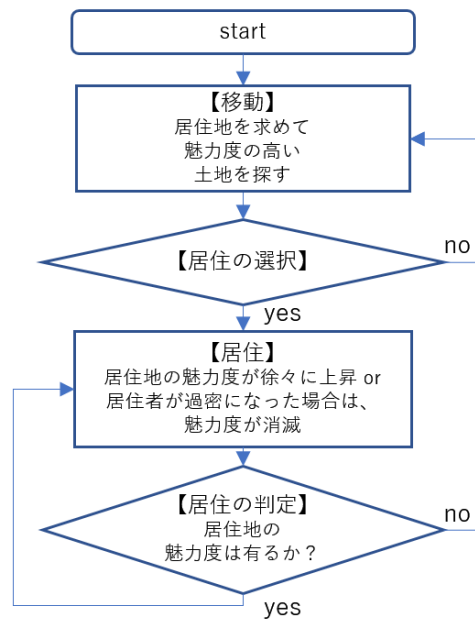 start
【移動】
居住地を求めて
魅力度の高い
土地を探す
【居住の選択】
no
yes
【居住】
居住地の魅力度が徐々に上昇 or
居住者が過密になった場合は、
魅力度が消滅
【居住の判定】
居住地の
魅力度は有るか？
no
yes